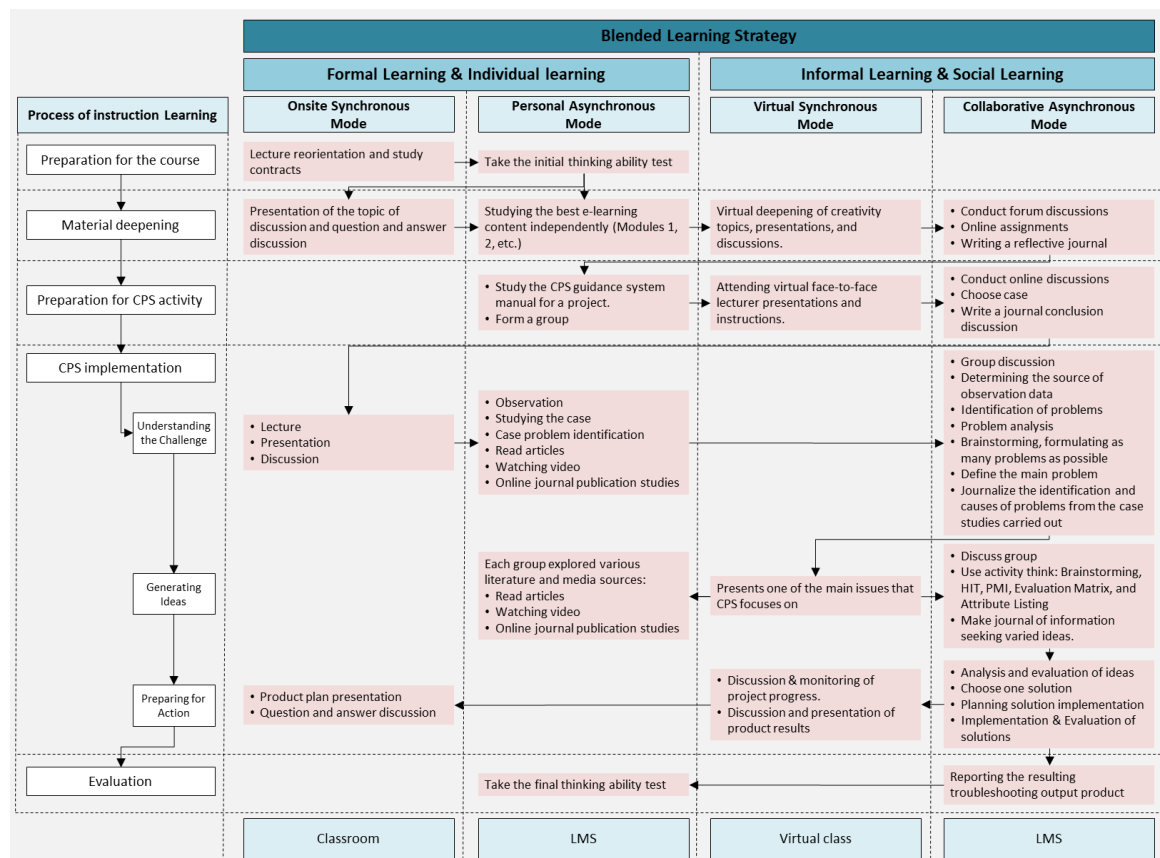 Blended Learning Strategy
Formal Learning & Individual learning
Informal Learning & Social Learning
Process of instruction Learning
Onsite Synchronous
Mode
Personal Asynchronous
Mode
Virtual Synchronous
Mode
Collaborative Asynchronous
Mode
Preparation for the course
Lecture reorientation and study
contracts
Take the initial thinking ability test
Material deepening
Presentation of the topic of
discussion and question and answer
discussion
Studying the best e-learning
content independently (Modules 1,
2, etc.)
Virtual deepening of creativity
topics, presentations, and
discussions.
• Conduct forum discussions
• Online assignments
• Writing a reflective journal
Preparation for CPS activity
• Study the CPS guidance system
manual for a project.
• Form a group
Attending virtual face-to-face
lecturer presentations and
instructions.
• Conduct online discussions
• Choose case
• Write a journal conclusion
discussion
CPS implementation
Understanding
the Challenge
• Lecture
• Presentation
• Discussion
• Observation
• Studying the case
• Case problem identification
• Read articles
• Watching video
• Online journal publication studies
• Group discussion
• Determining the source of
observation data
• Identification of problems
• Problem analysis
• Brainstorming, formulating as
many problems as possible
• Define the main problem
• Journalize the identification and
causes of problems from the case
studies carried out
Generating
Ideas
Each group explored various
literature and media sources:
• Read articles
• Watching video
• Online journal publication studies
Presents one of the main issues that
CPS focuses on
• Discuss group
• Use activity think: Brainstorming,
HIT, PMI, Evaluation Matrix, and
Attribute Listing
• Make journal of information
seeking varied ideas.
Preparing for
Action
• Product plan presentation
• Question and answer discussion
• Discussion & monitoring of
project progress.
• Discussion and presentation of
product results
• Analysis and evaluation of ideas
• Choose one solution
• Planning solution implementation
• Implementation & Evaluation of
solutions
Evaluation
Take the final thinking ability test
Reporting the resulting
troubleshooting output product
Classroom
LMS
Virtual class
LMS